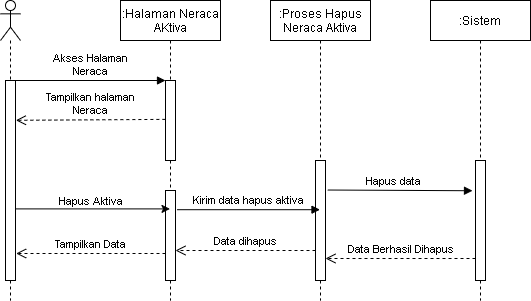 :Halaman Neraca
AKtiva
:Proses Hapus
Neraca Aktiva
:Sistem
Akses Halaman
Neraca
Tampilkan halaman
Neraca
Hapus data
Hapus Aktiva
Kirim data hapus aktiva
Tampilkan Data
Data dihapus
Data Berhasil Dihapus